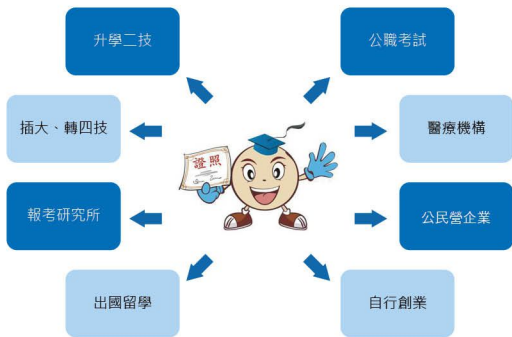 升學二技
公職考試
插大、轉四技
醫療機構
證照
報考研究所
公民營企業
出國留學
自行創業